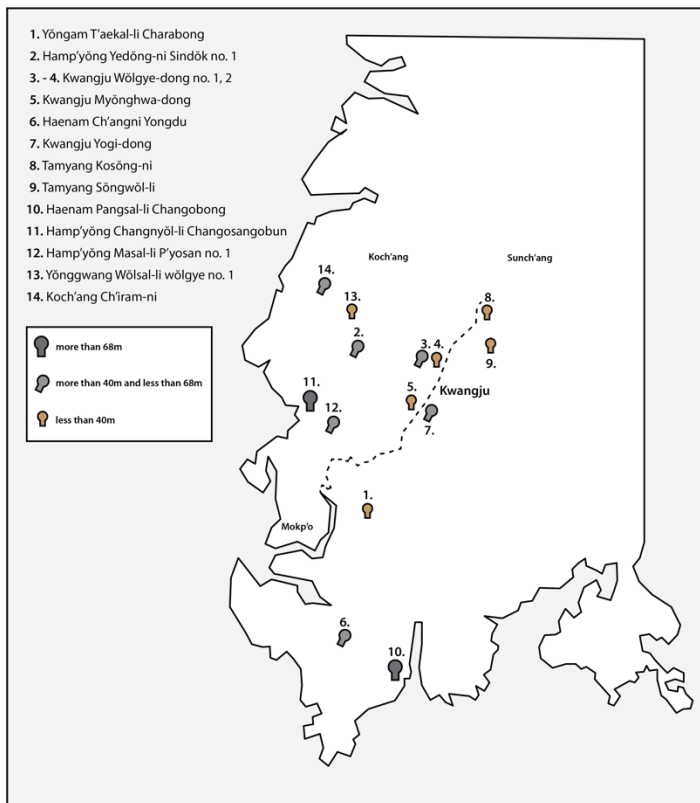 1. Yŏngam T'aekal-li Charabong
2. Hamp'yŏng Yedŏng-ni Sindŏk no. 1
3. - 4. Kwangju Wŏlgye-dong no. 1, 2
5. Kwangju Myŏnghwa-dong
6. Haenam Ch'angni Yongdu
7. Kwangju Yogi-dong
8. Tamyang Kosŏng-ni
9. Tamyang Sŏngwŏl-li
10. Haenam Pangsal-li Changobong
11. Hamp'yŏng Changnyŏl-li Changosangobun
12. Hamp'yŏng Masal-li P'yosan no. 1
13. Yŏnggwang Wŏlsal-li wŏlgye no. 1
14. Koch'ang Ch'iram-ni
more than 68m
more than 40m and less than 68m
less than 40m
Koch'ang
Sunch'ang
14.
13.
8.
2.
3.
4.
9.
11.
5.
Kwangju
12.
7.
1.
Mokp'o
6.
10.